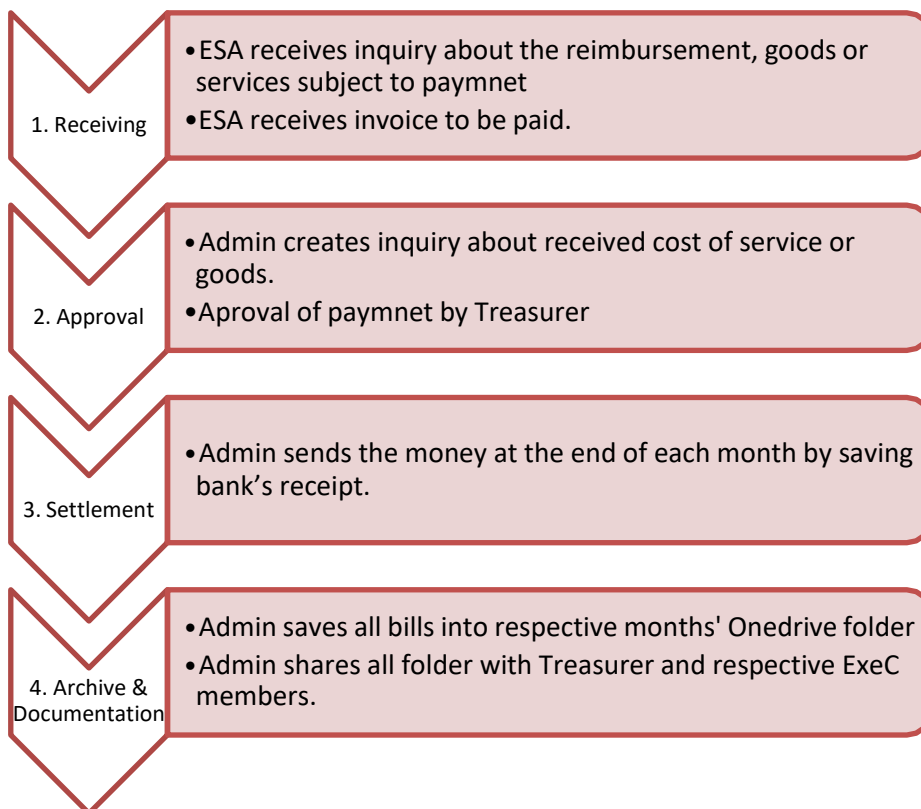 1. Receiving
•ESA receives inquiry about the reimbursement, goods or
services subject to paymnet
•ESA receives invoice to be paid.
2. Approval
•Admin creates inquiry about received cost of service or
goods.
•Aproval of paymnet by Treasurer
3. Settlement
•Admin sends the money at the end of each month by saving
bank’s receipt.
4. Archive &
Documentation
•Admin saves all bills into respective months' Onedrive folder
•Admin shares all folder with Treasurer and respective ExeC
members.